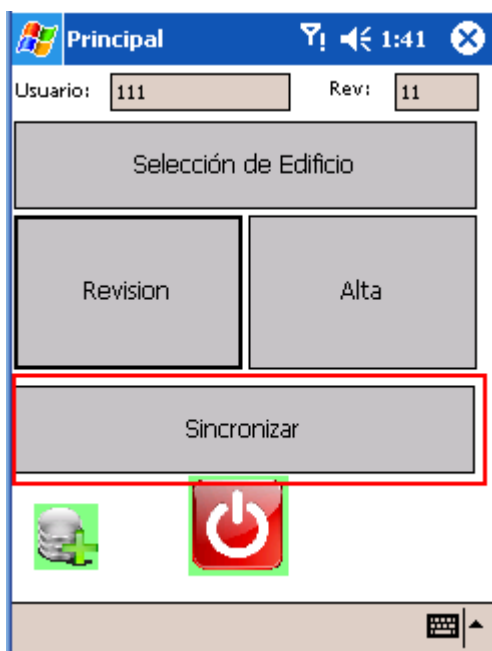 Principal 1:41
Usuario: 111 Rev: 11
Selección de Edificio
Revision Alta
Sincronizar